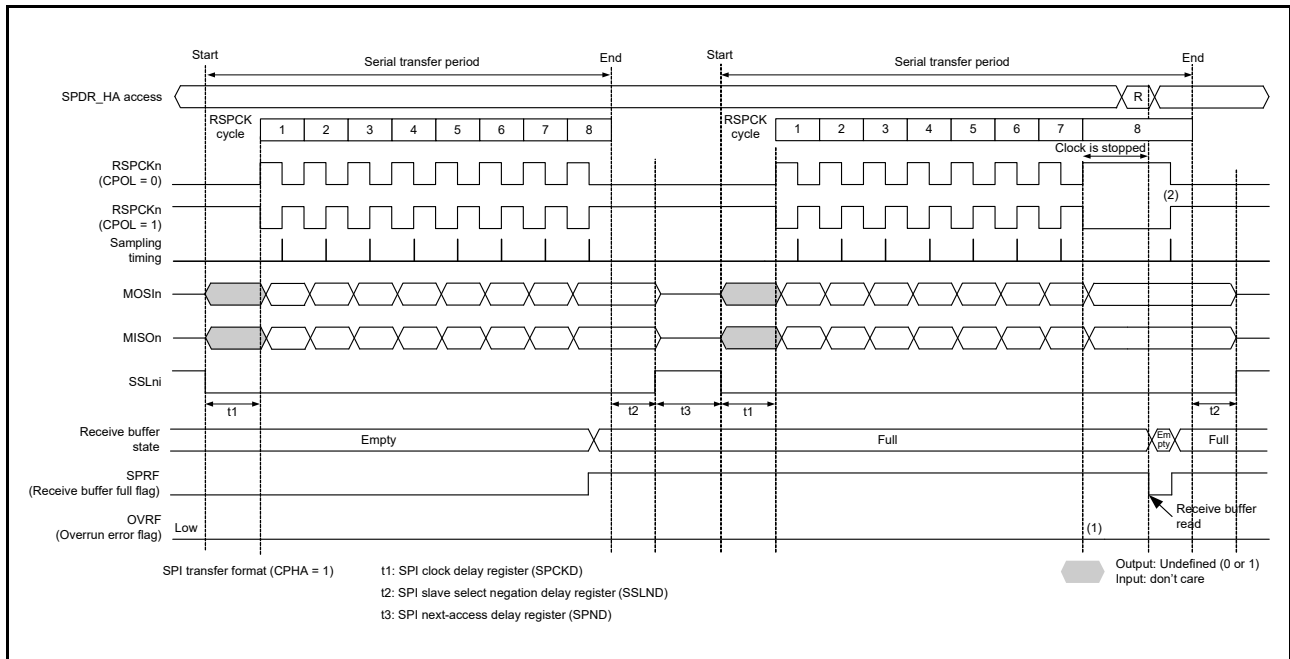 Start
Serial transfer period
End
Start
Serial transfer period
End
SPDR_HA access
R
RSPCK
cycle
1 2 3 4 5 6 7 8
RSPCK
cycle
1 2 3 4 5 6 7 8
Clock is stopped
RSPCKn
(CPOL = 0)
(2)
RSPCKn
(CPOL = 1)
Sampling
timing
MOSIn
MISOn
SSLni
t1
t2
t3
t1
t2
Receive buffer
state
Empty
Full
Em
pty
Full
SPRF
(Receive buffer full flag)
Receive buffer
read
OVRF
(Overrun error flag)
Low
(1)
SPI transfer format (CPHA = 1)
t1: SPI clock delay register (SPCKD)
t2: SPI slave select negation delay register (SSLND)
t3: SPI next-access delay register (SPND)
Output: Undefined (0 or 1)
Input: don't care